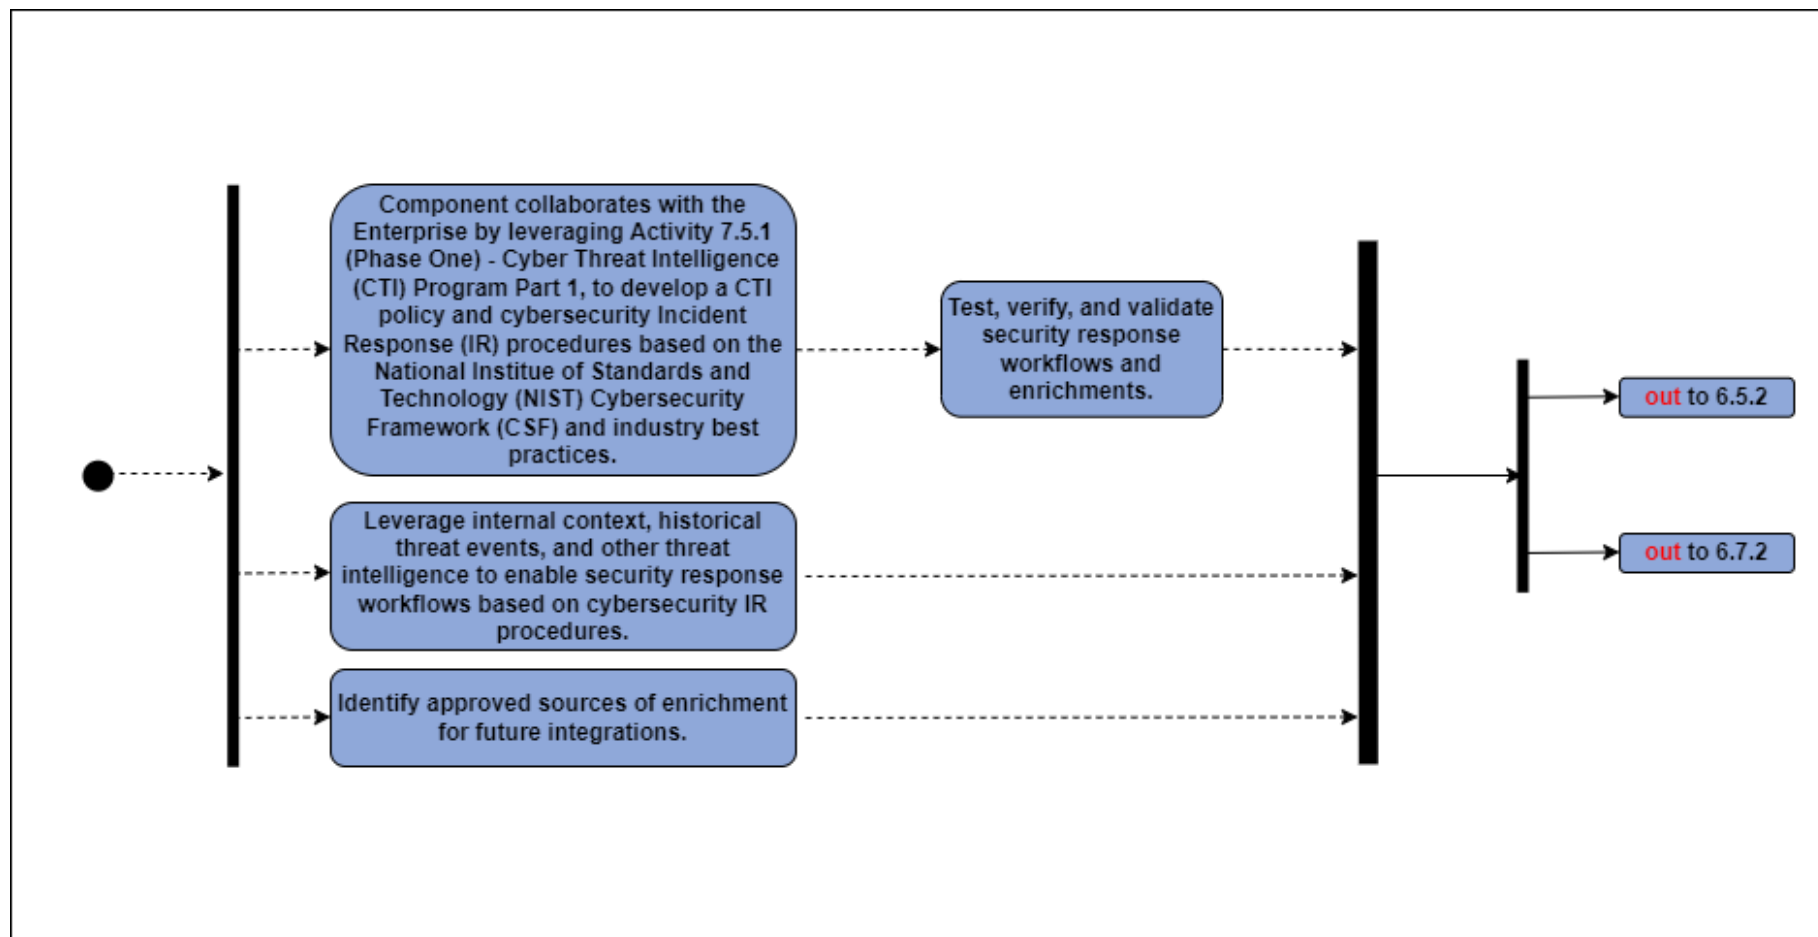 Component collaborates with the
Enterprise by leveraging Activity 7.5.1
(Phase One) - Cyber Threat Intelligence
(CTI) Program Part 1, to develop a CTI
policy and cybersecurity Incident
Response (IR) procedures based on the
National Institue of Standards and
Technology (NIST) Cybersecurity
Framework (CSF) and industry best
practices.
Test, verify, and validate
security response
workflows and
enrichments.
out to 6.5.2
out to 6.7.2
Leverage internal context, historical
threat events, and other threat
intelligence to enable security response
workflows based on cybersecurity IR
procedures.
Identify approved sources of enrichment
for future integrations.